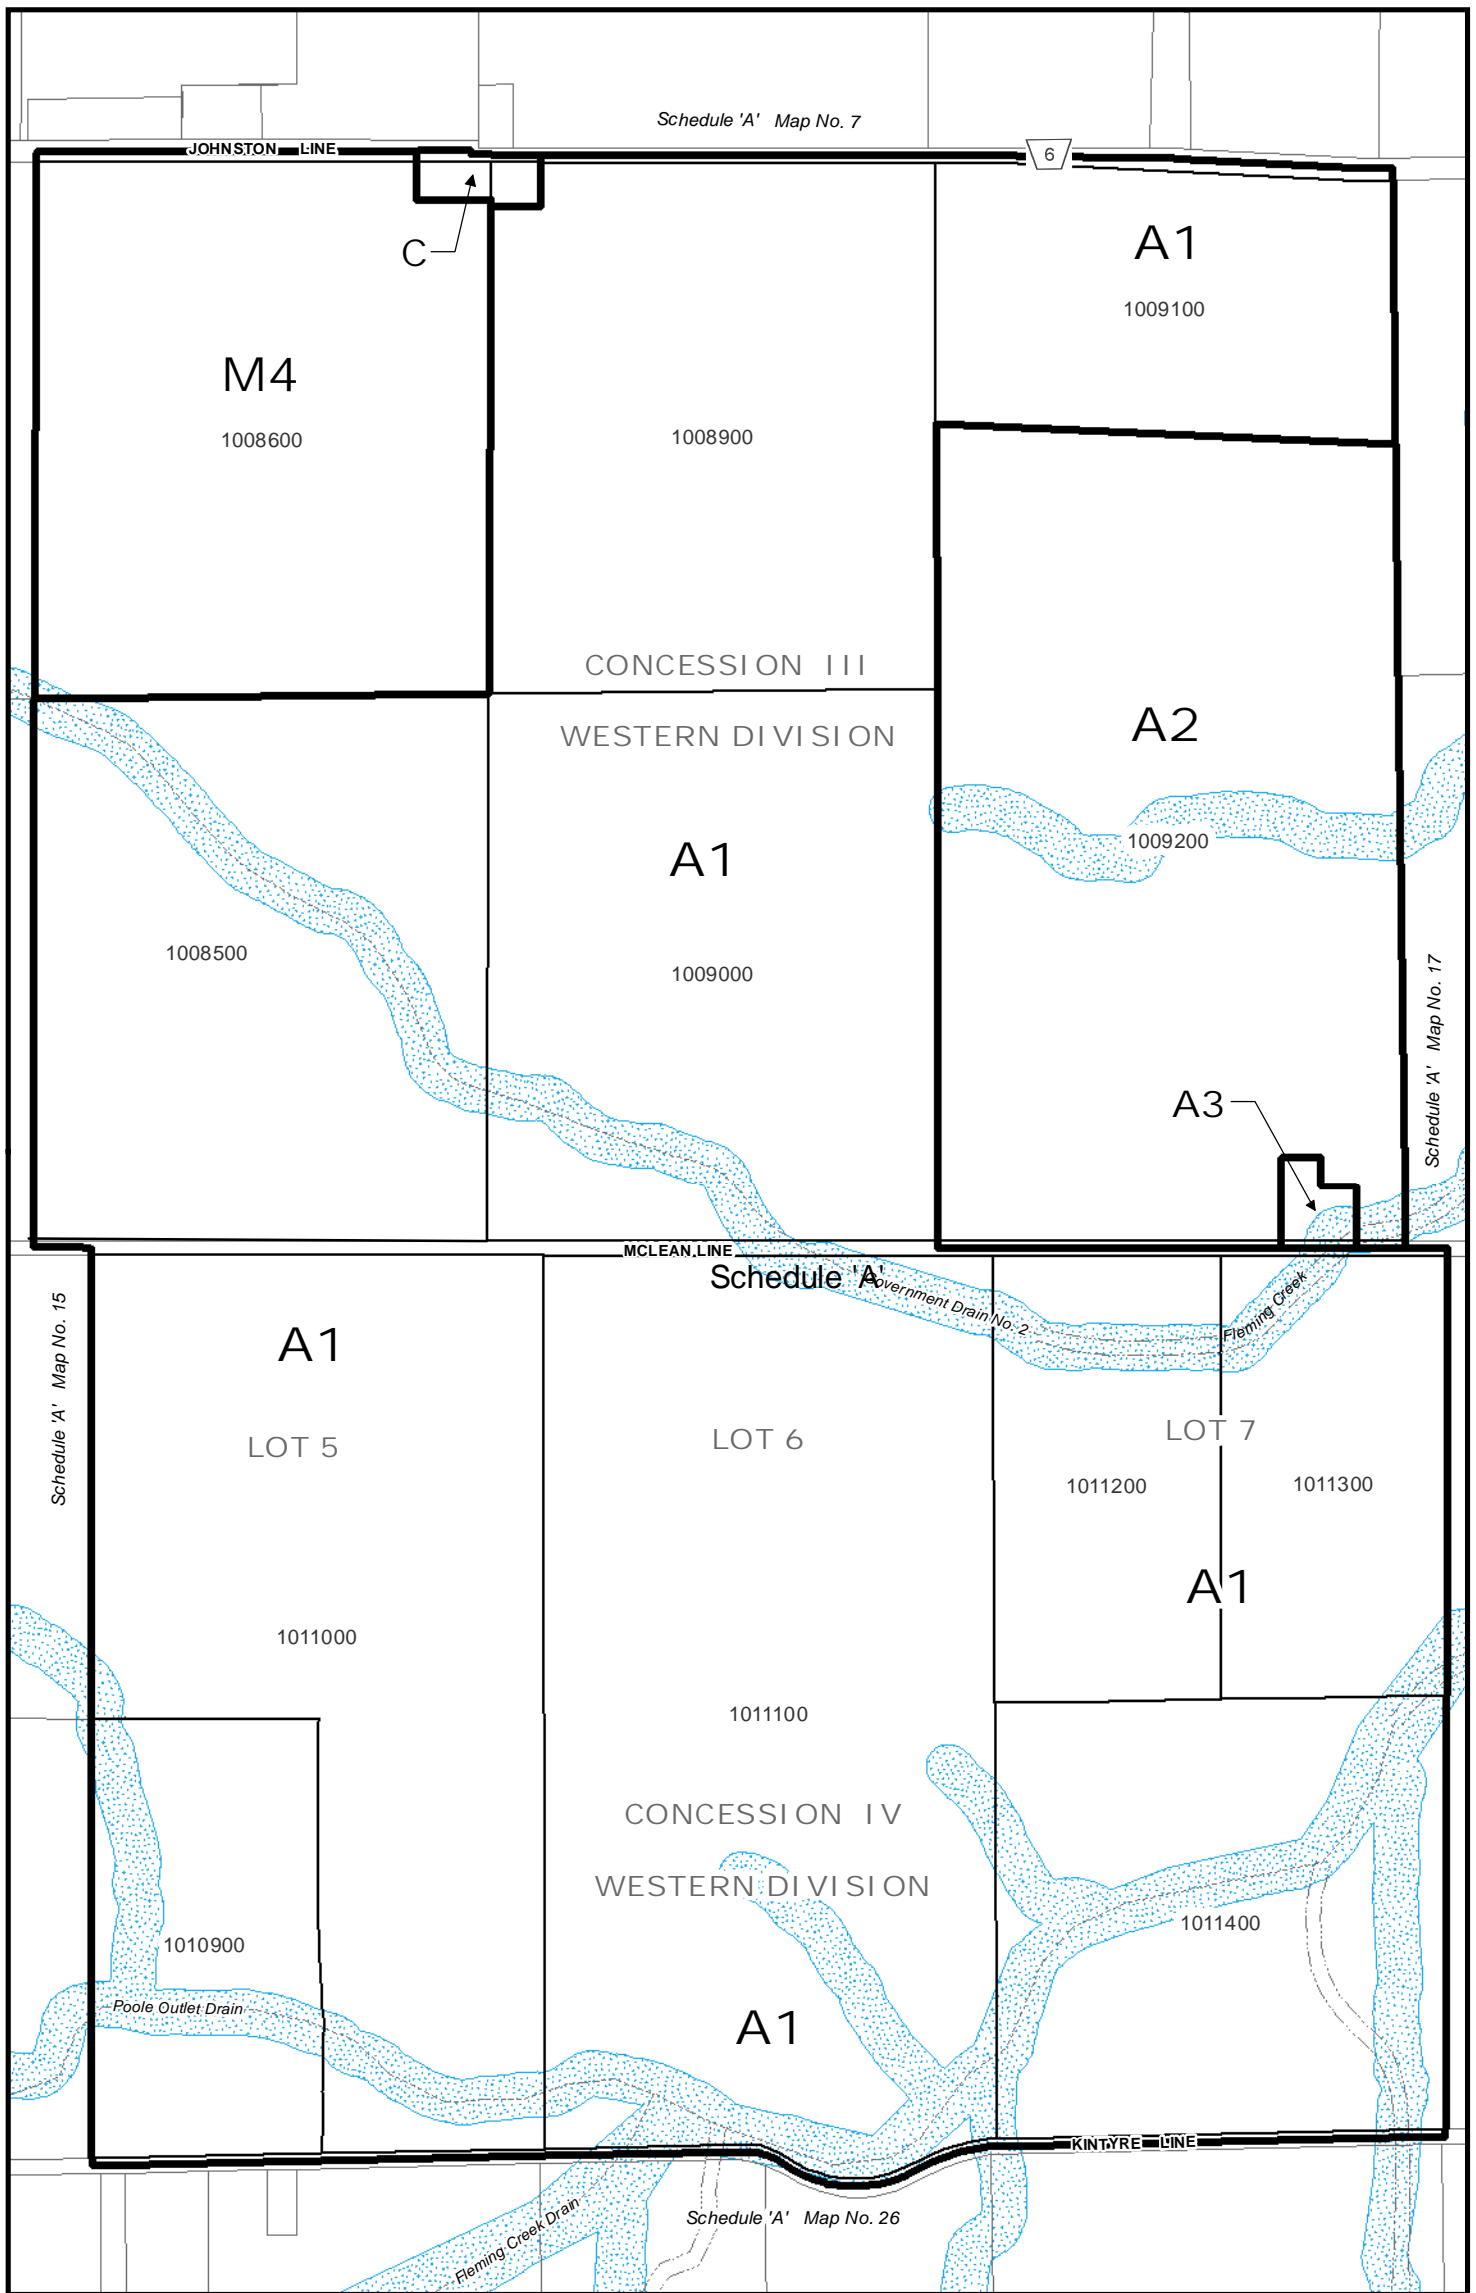 Schedule 'A' Map No. 7
JOHNSTON LINE
6
C
A1
1009100
M4
1008600
1008900
CONCESSION III
WESTERN DIVISION
A2
A1
1009200
1008500
1009000
Schedule 'A' Map No. 17
A3
MCLEAN LINE
Schedule 'A'
Government Drain No. 2
Fleming Creek
Schedule 'A' Map No. 15
A1
LOT 5
LOT 6
LOT 7
1011200
1011300
A1
1011000
1011100
CONCESSION IV
WESTERN DIVISION
1011400
1010900
Poole Outlet Drain
A1
KINTYRE LINE
Schedule 'A' Map No. 26
Fleming Creek Drain